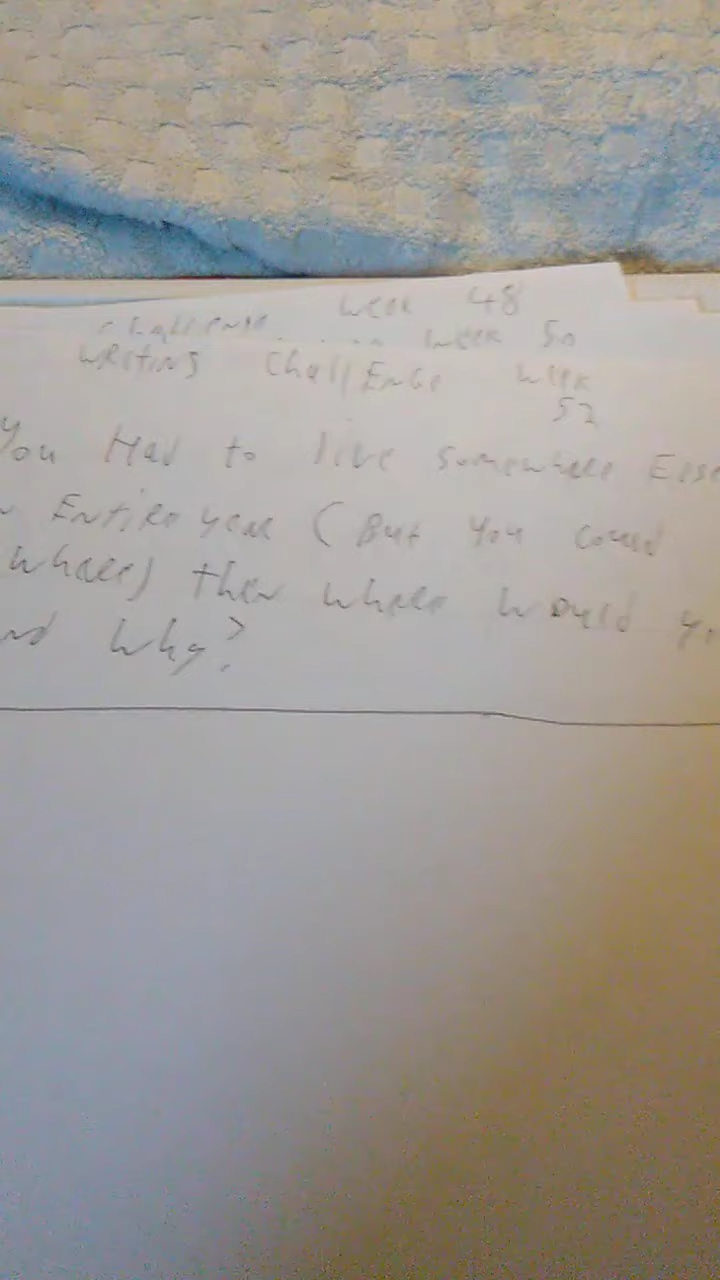 WEEK 48
challenge week 50
WRITING challENGE WEEK
52
You Had to live somewhere Else
ENtire year ( But you could
where) then where would
why?